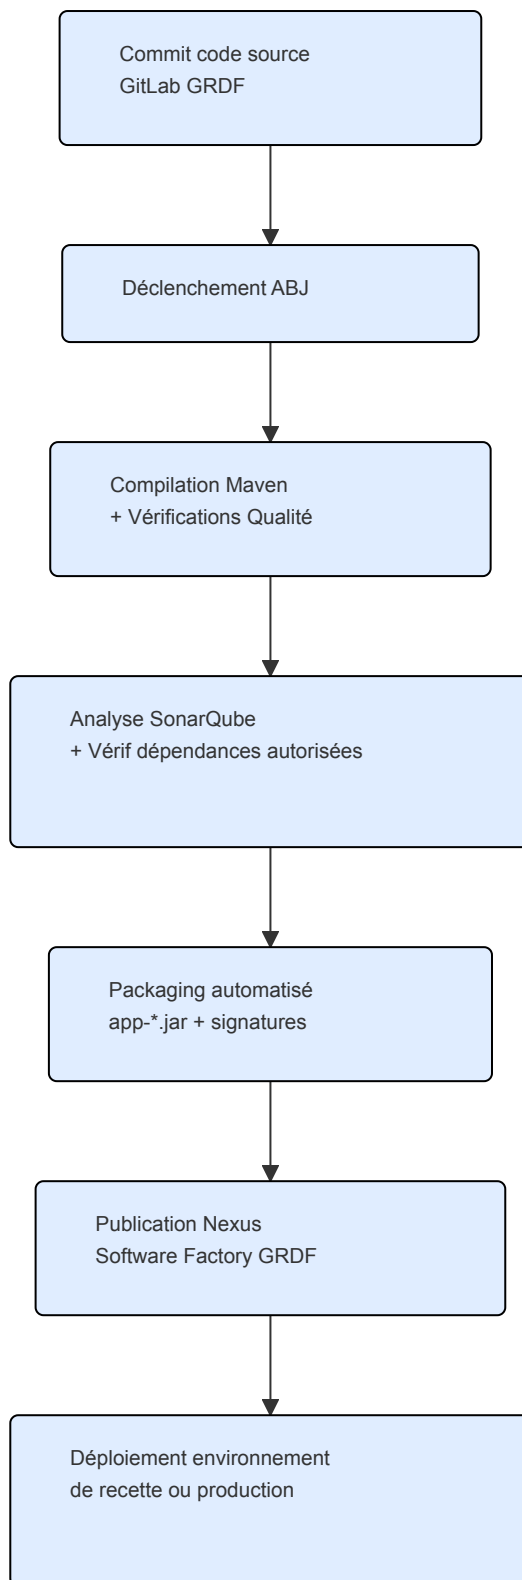 Commit code source
GitLab GRDF
Déclenchement ABJ
Compilation Maven
+ Vérifications Qualité
Analyse SonarQube
+ Vérif dépendances autorisées
Packaging automatisé
app-*.jar + signatures
Publication Nexus
Software Factory GRDF
Déploiement environnement
de recette ou production